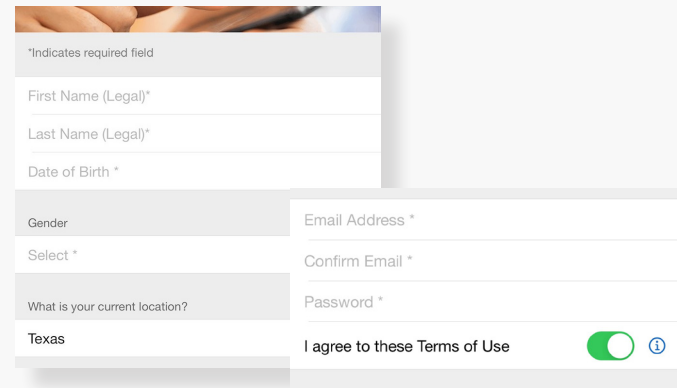 *Indicates required field
First Name (Legal)*
Last Name (Legal)*
Date of Birth *
Gender
Select *
What is your current location?
Texas
Email Address *
Confirm Email *
Password *
I agree to these Terms of Use